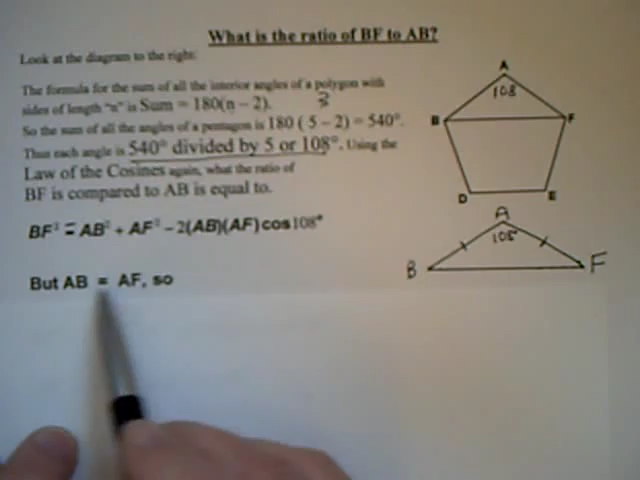 What is the ratio of BF to AB?
Look at the diagram to the right:
The formula for the sum of all the interior angles of a polygon with
sides of length "n" is Sum = 180(n – 2). 3
So the sum of all the angles of a pentagon is 180 ( 5 – 2) = 540°.
Thus each angle is 540° divided by 5 or 108°. Using the
Law of the Cosines again, what the ratio of
BF is compared to AB is equal to.
BF² = AB² + AF² – 2(AB)(AF)cos108°
But AB = AF, so
A
108
B F
D E
A
108°
B F